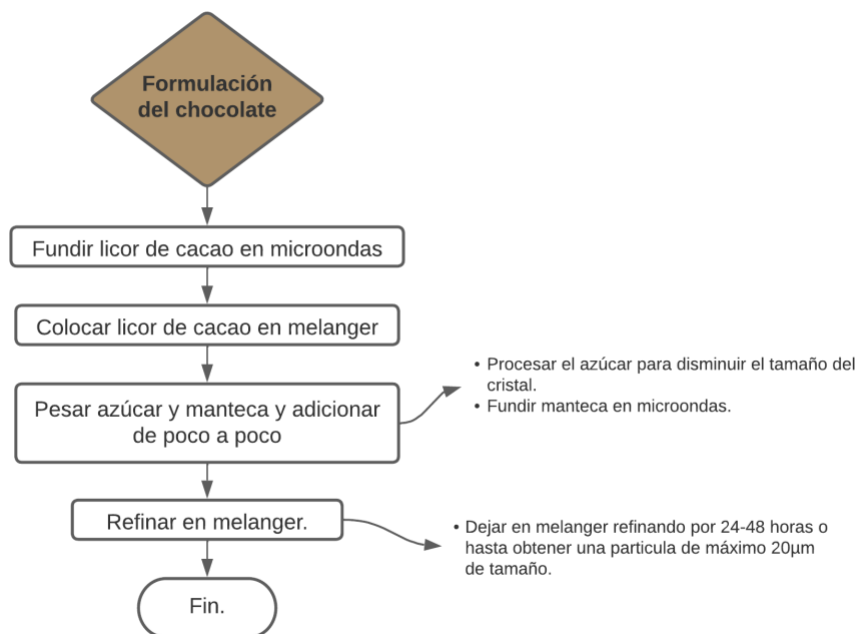 Formulación
del chocolate
Fundir licor de cacao en microondas
Colocar licor de cacao en melanger
Pesar azúcar y manteca y adicionar
de poco a poco
• Procesar el azúcar para disminuir el tamaño del
cristal.
• Fundir manteca en microondas.
Refinar en melanger.
• Dejar en melanger refinando por 24-48 horas o
hasta obtener una particula de máximo 20µm
de tamaño.
Fin.